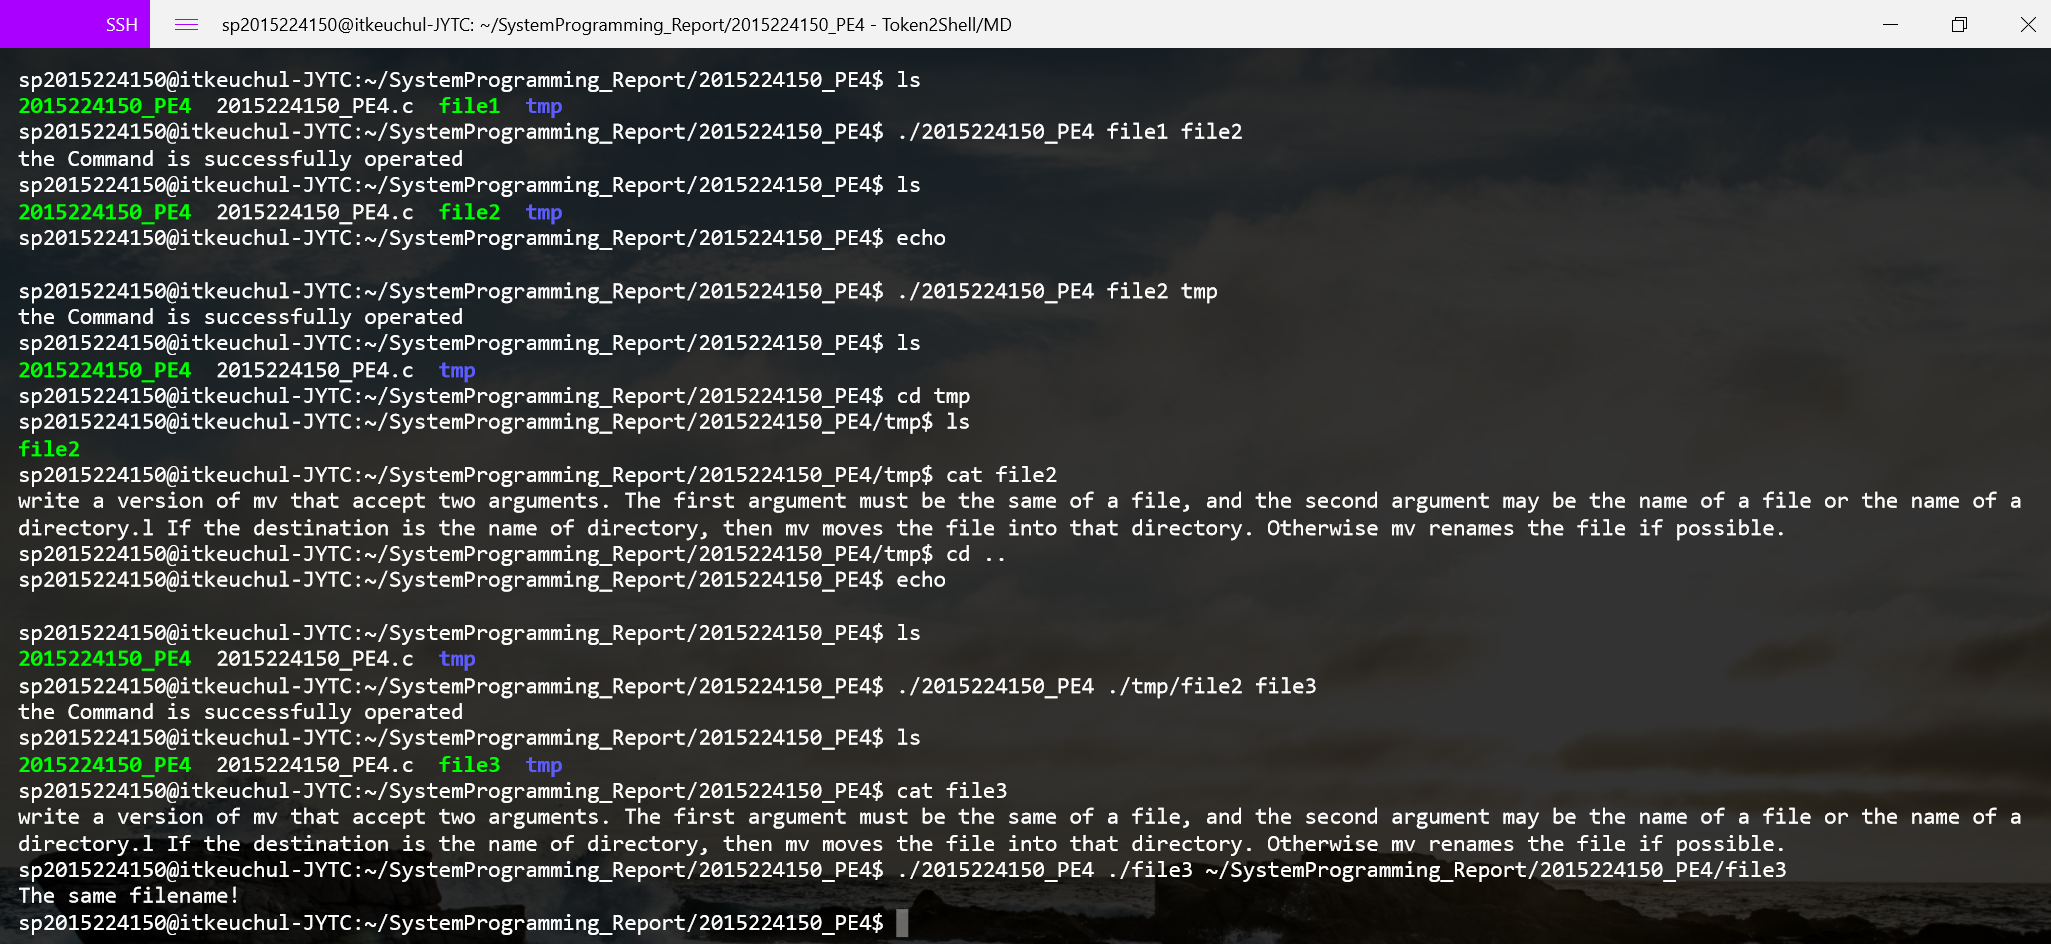 SSH
sp2015224150@itkeuchul-JYTC: ~/SystemProgramming_Report/2015224150_PE4 - Token2Shell/MD
sp2015224150@itkeuchul-JYTC:~/SystemProgramming_Report/2015224150_PE4$ ls
2015224150_PE4  2015224150_PE4.c  file1  tmp
sp2015224150@itkeuchul-JYTC:~/SystemProgramming_Report/2015224150_PE4$ ./2015224150_PE4 file1 file2
the Command is successfully operated
sp2015224150@itkeuchul-JYTC:~/SystemProgramming_Report/2015224150_PE4$ ls
2015224150_PE4  2015224150_PE4.c  file2  tmp
sp2015224150@itkeuchul-JYTC:~/SystemProgramming_Report/2015224150_PE4$ echo
sp2015224150@itkeuchul-JYTC:~/SystemProgramming_Report/2015224150_PE4$ ./2015224150_PE4 file2 tmp
the Command is successfully operated
sp2015224150@itkeuchul-JYTC:~/SystemProgramming_Report/2015224150_PE4$ ls
2015224150_PE4  2015224150_PE4.c  tmp
sp2015224150@itkeuchul-JYTC:~/SystemProgramming_Report/2015224150_PE4$ cd tmp
sp2015224150@itkeuchul-JYTC:~/SystemProgramming_Report/2015224150_PE4/tmp$ ls
file2
sp2015224150@itkeuchul-JYTC:~/SystemProgramming_Report/2015224150_PE4/tmp$ cat file2
write a version of mv that accept two arguments. The first argument must be the same of a file, and the second argument may be the name of a file or the name of a
directory.l If the destination is the name of directory, then mv moves the file into that directory. Otherwise mv renames the file if possible.
sp2015224150@itkeuchul-JYTC:~/SystemProgramming_Report/2015224150_PE4/tmp$ cd ..
sp2015224150@itkeuchul-JYTC:~/SystemProgramming_Report/2015224150_PE4$ echo
sp2015224150@itkeuchul-JYTC:~/SystemProgramming_Report/2015224150_PE4$ ls
2015224150_PE4  2015224150_PE4.c  tmp
sp2015224150@itkeuchul-JYTC:~/SystemProgramming_Report/2015224150_PE4$ ./2015224150_PE4 ./tmp/file2 file3
the Command is successfully operated
sp2015224150@itkeuchul-JYTC:~/SystemProgramming_Report/2015224150_PE4$ ls
2015224150_PE4  2015224150_PE4.c  file3  tmp
sp2015224150@itkeuchul-JYTC:~/SystemProgramming_Report/2015224150_PE4$ cat file3
write a version of mv that accept two arguments. The first argument must be the same of a file, and the second argument may be the name of a file or the name of a
directory.l If the destination is the name of directory, then mv moves the file into that directory. Otherwise mv renames the file if possible.
sp2015224150@itkeuchul-JYTC:~/SystemProgramming_Report/2015224150_PE4$ ./2015224150_PE4 ./file3 ~/SystemProgramming_Report/2015224150_PE4/file3
The same filename!
sp2015224150@itkeuchul-JYTC:~/SystemProgramming_Report/2015224150_PE4$